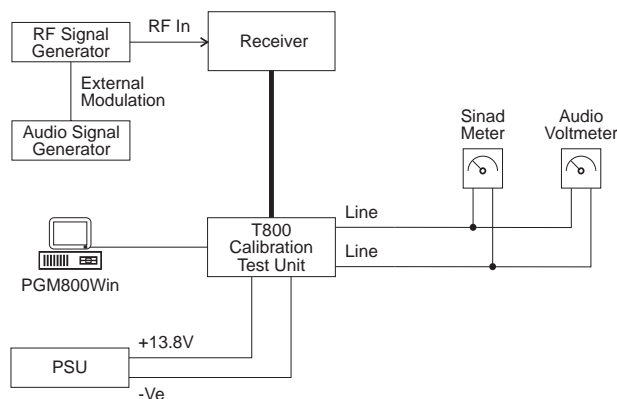 RF Signal
Generator
RF In
Receiver
External
Modulation
Audio Signal
Generator
Sinad
Meter
Audio
Voltmeter
T800
Calibration
Test Unit
Line
Line
PGM800Win
+13.8V
PSU
-Ve